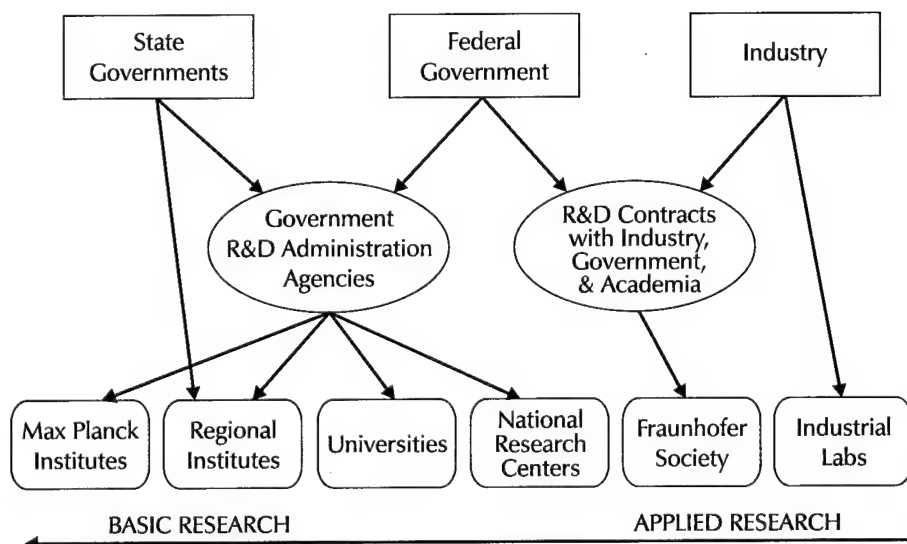 State
Governments
Federal
Government
Industry
Government
R&D Administration
Agencies
R&D Contracts
with Industry,
Government,
& Academia
Max Planck
Institutes
Regional
Institutes
Universities
National
Research
Centers
Fraunhofer
Society
Industrial
Labs
BASIC RESEARCH
APPLIED RESEARCH